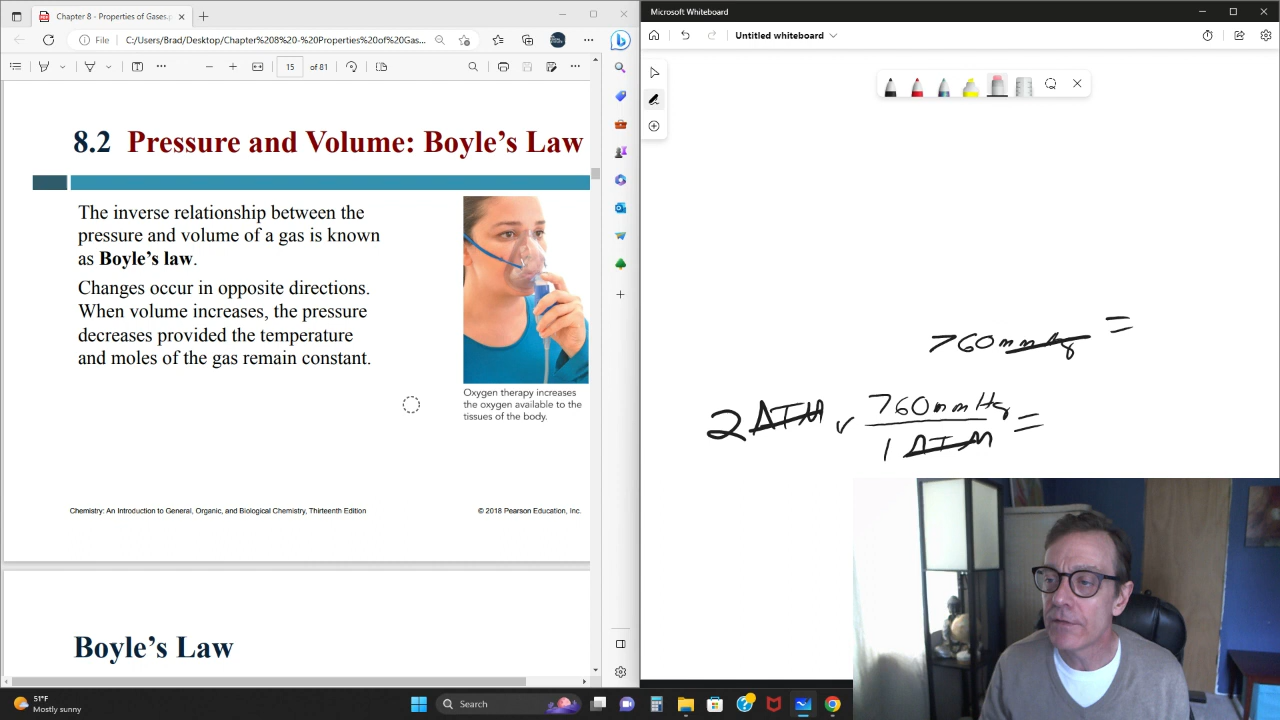 Chapter 8 - Properties of Gases.p
File C:/Users/Brad/Desktop/Chapter%208%20-%20Properties%20of%20Gas...
15 of 81
8.2 Pressure and Volume: Boyle's Law
The inverse relationship between the
pressure and volume of a gas is known
as Boyle's law.
Changes occur in opposite directions.
When volume increases, the pressure
decreases provided the temperature
and moles of the gas remain constant.
Oxygen therapy increases
the oxygen available to the
tissues of the body.
Chemistry: An Introduction to General, Organic, and Biological Chemistry, Thirteenth Edition
© 2018 Pearson Education, Inc.
Boyle's Law
Microsoft Whiteboard
Untitled whiteboard
760mmHg =
2 ATM x 760mmHg =
1 ATM
51°F
Mostly sunny
Search